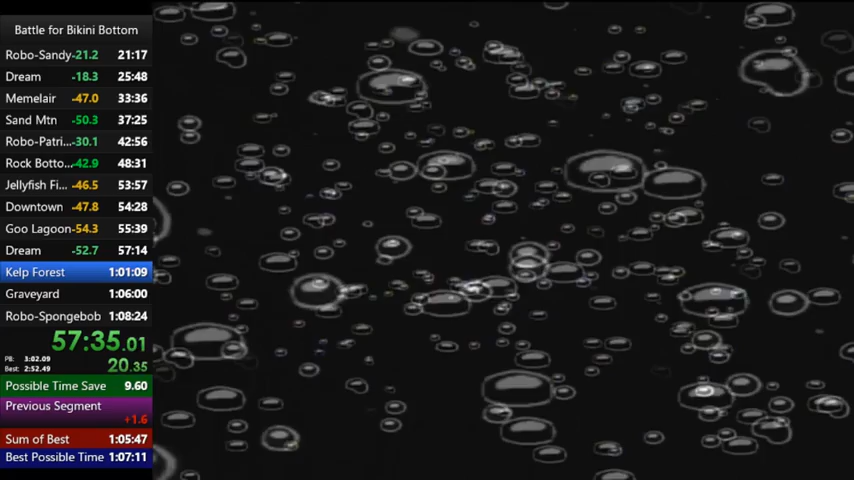 Battle for Bikini Bottom
Robo-Sandy -21.2 21:17
Dream -18.3 25:48
Memelair -47.0 33:36
Sand Mtn -50.3 37:25
Robo-Patri... -30.1 42:56
Rock Botto... -42.9 48:31
Jellyfish Fi... -46.5 53:57
Downtown -47.8 54:28
Goo Lagoon -54.3 55:39
Dream -52.7 57:14
Kelp Forest 1:01:09
Graveyard 1:06:00
Robo-Spongebob 1:08:24
57:35.01
PB: 3:02.09
Best: 2:52.49 20.35
Possible Time Save 9.60
Previous Segment
+1.6
Sum of Best 1:05:47
Best Possible Time 1:07:11